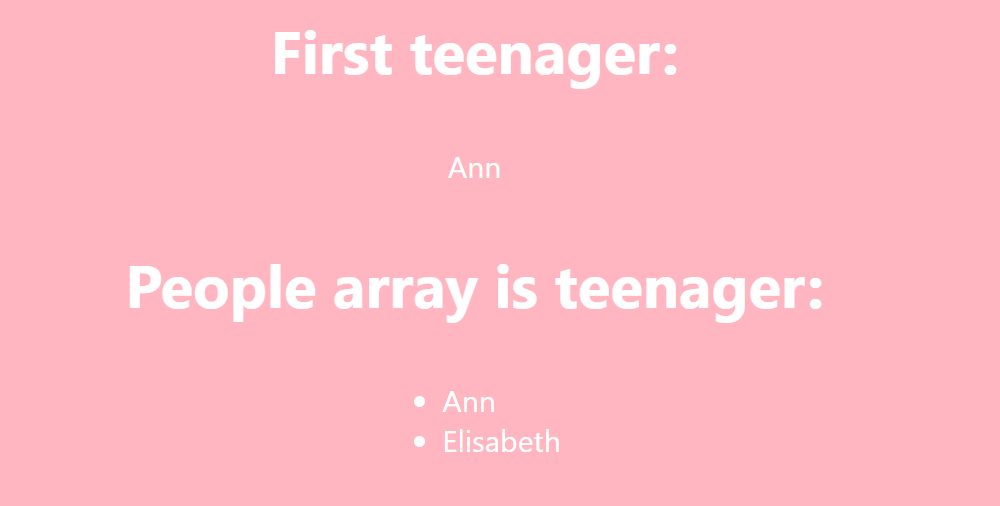 First teenager:
Ann
People array is teenager:
Ann
Elisabeth